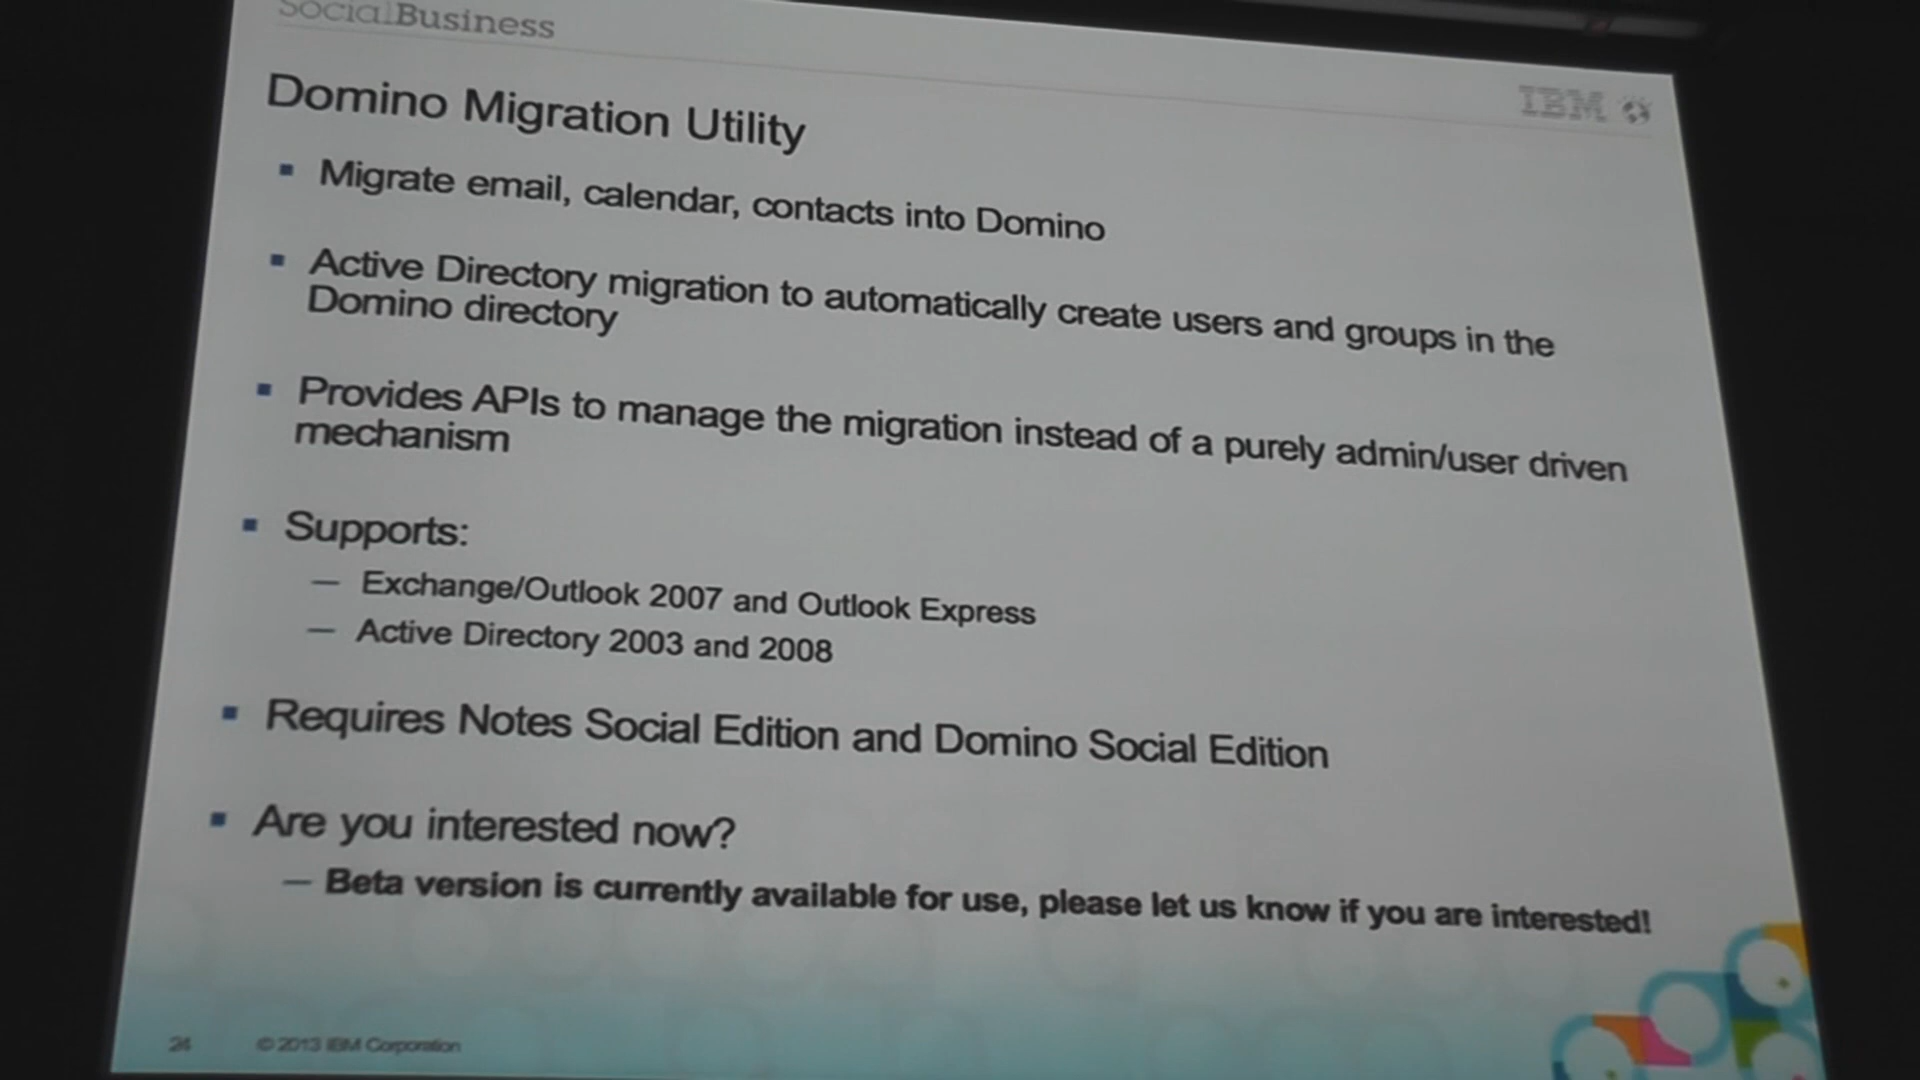 SocialBusiness
IBM
Domino Migration Utility
▪ Migrate email, calendar, contacts into Domino
▪ Active Directory migration to automatically create users and groups in the
Domino directory
▪ Provides APIs to manage the migration instead of a purely admin/user driven
mechanism
▪ Supports:
— Exchange/Outlook 2007 and Outlook Express
— Active Directory 2003 and 2008
▪ Requires Notes Social Edition and Domino Social Edition
▪ Are you interested now?
— Beta version is currently available for use, please let us know if you are interested!
24 © 2013 IBM Corporation